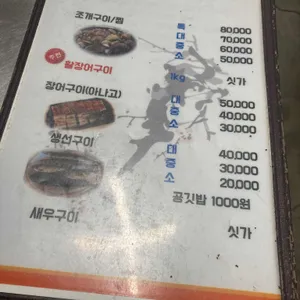 조개구이/찜
특 80,000
대 70,000
중 60,000
소 50,000
추천 활장어구이 1kg 싯가
장어구이(아나고)
대 50,000
중 40,000
소 30,000
생선구이
대 40,000
중 30,000
소 20,000
공깃밥 1000원
새우구이 싯가